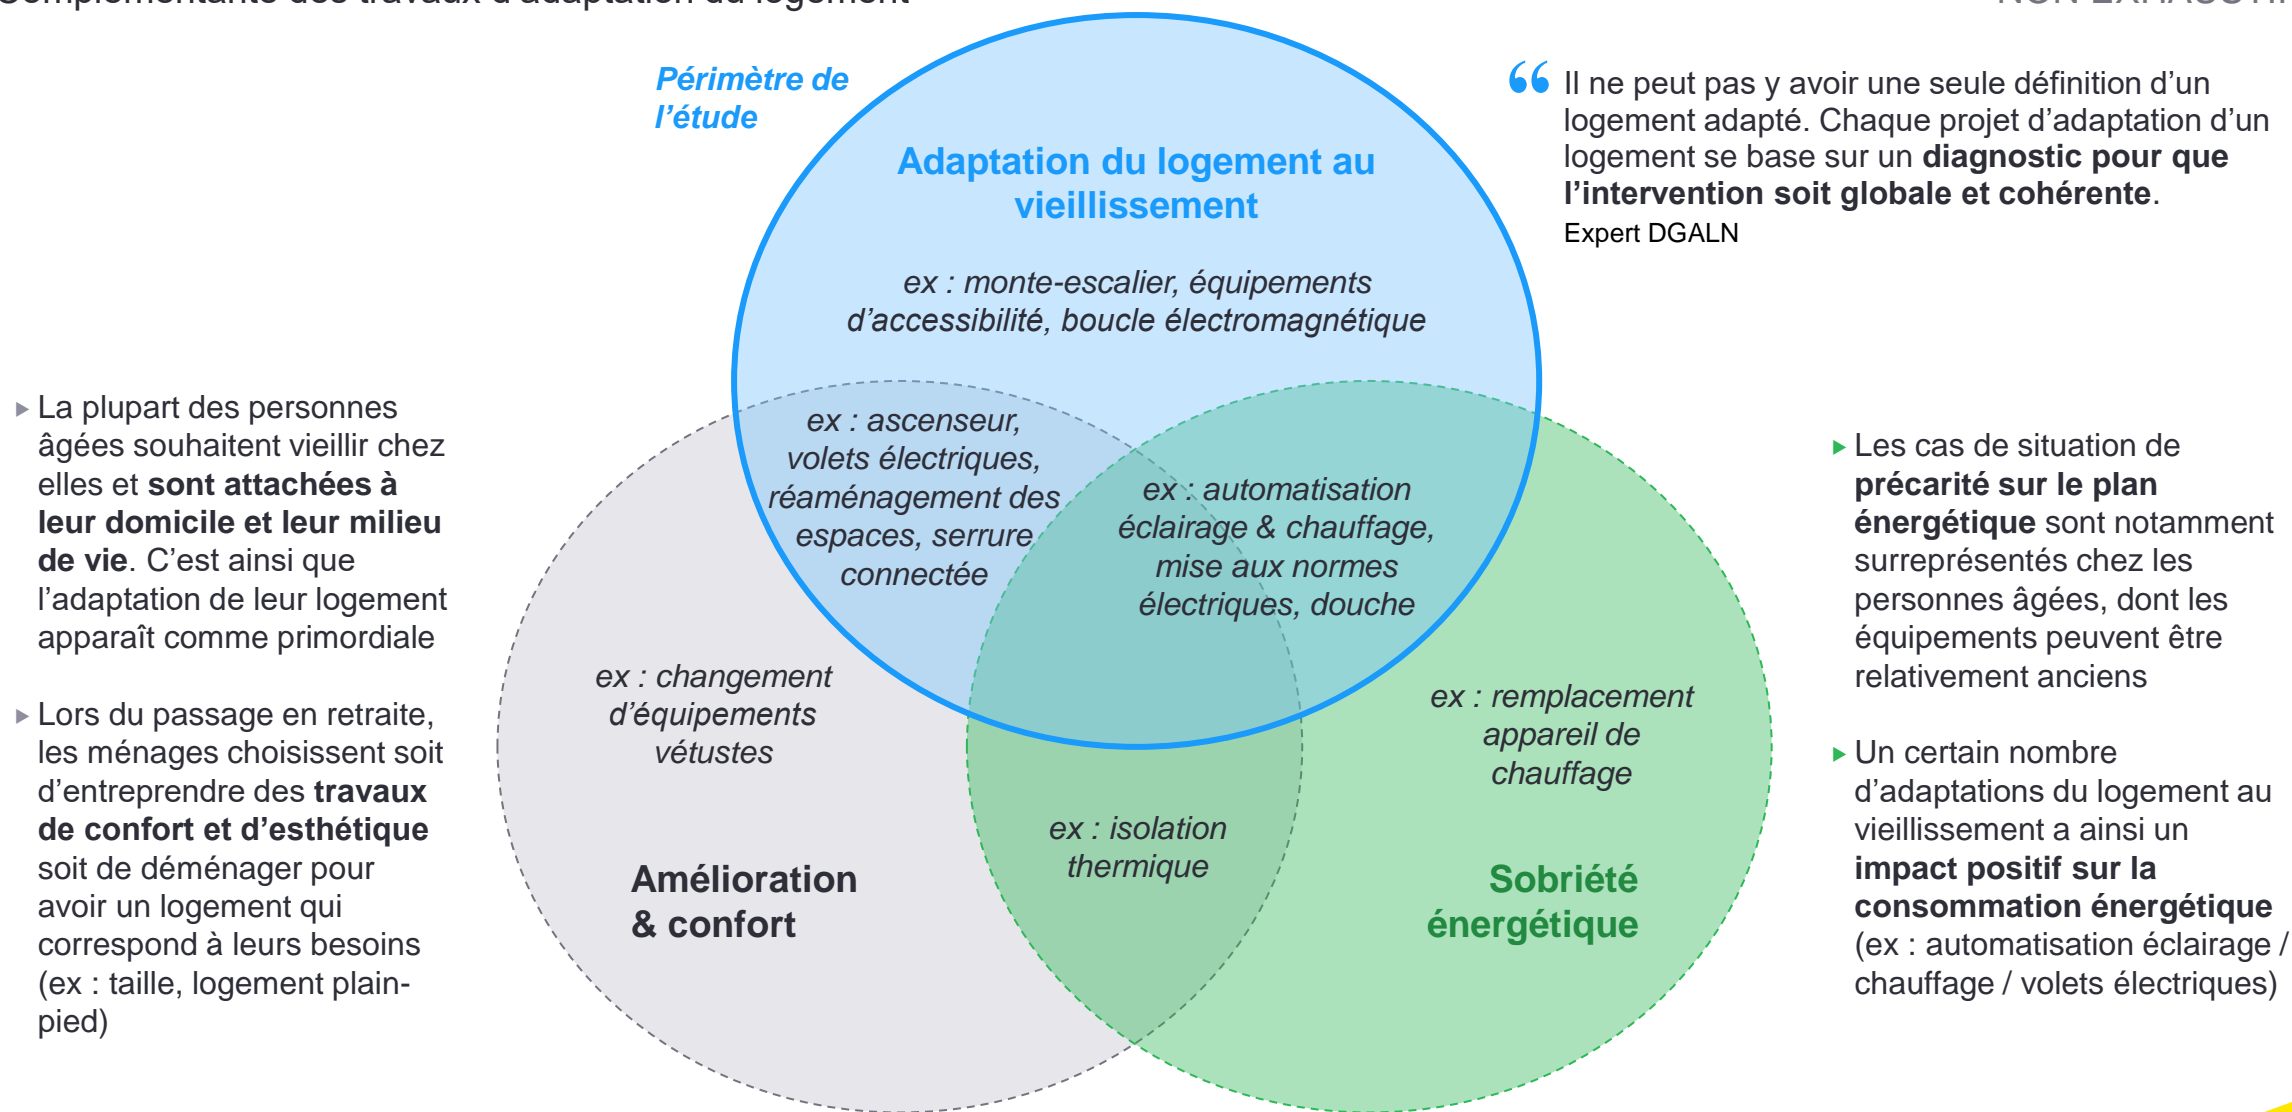 Complémentarité des travaux d'adaptation du logement
NON EXHAUSTIF
Périmètre de
l'étude
Adaptation du logement au
vieillissement
ex : monte-escalier, équipements
d'accessibilité, boucle électromagnétique
“ Il ne peut pas y avoir une seule définition d'un
logement adapté. Chaque projet d'adaptation d'un
logement se base sur un diagnostic pour que
l'intervention soit globale et cohérente.
Expert DGALN
▸ La plupart des personnes
âgées souhaitent vieillir chez
elles et sont attachées à
leur domicile et leur milieu
de vie. C'est ainsi que
l'adaptation de leur logement
apparaît comme primordiale
▸ Lors du passage en retraite,
les ménages choisissent soit
d'entreprendre des travaux
de confort et d'esthétique
soit de déménager pour
avoir un logement qui
correspond à leurs besoins
(ex : taille, logement plain-
pied)
ex : ascenseur,
volets électriques,
réaménagement des
espaces, serrure
connectée
ex : automatisation
éclairage & chauffage,
mise aux normes
électriques, douche
ex : changement
d'équipements
vétustes
ex : remplacement
appareil de
chauffage
ex : isolation
thermique
Amélioration
& confort
Sobriété
énergétique
▸ Les cas de situation de
précarité sur le plan
énergétique sont notamment
surreprésentés chez les
personnes âgées, dont les
équipements peuvent être
relativement anciens
▸ Un certain nombre
d'adaptations du logement au
vieillissement a ainsi un
impact positif sur la
consommation énergétique
(ex : automatisation éclairage /
chauffage / volets électriques)